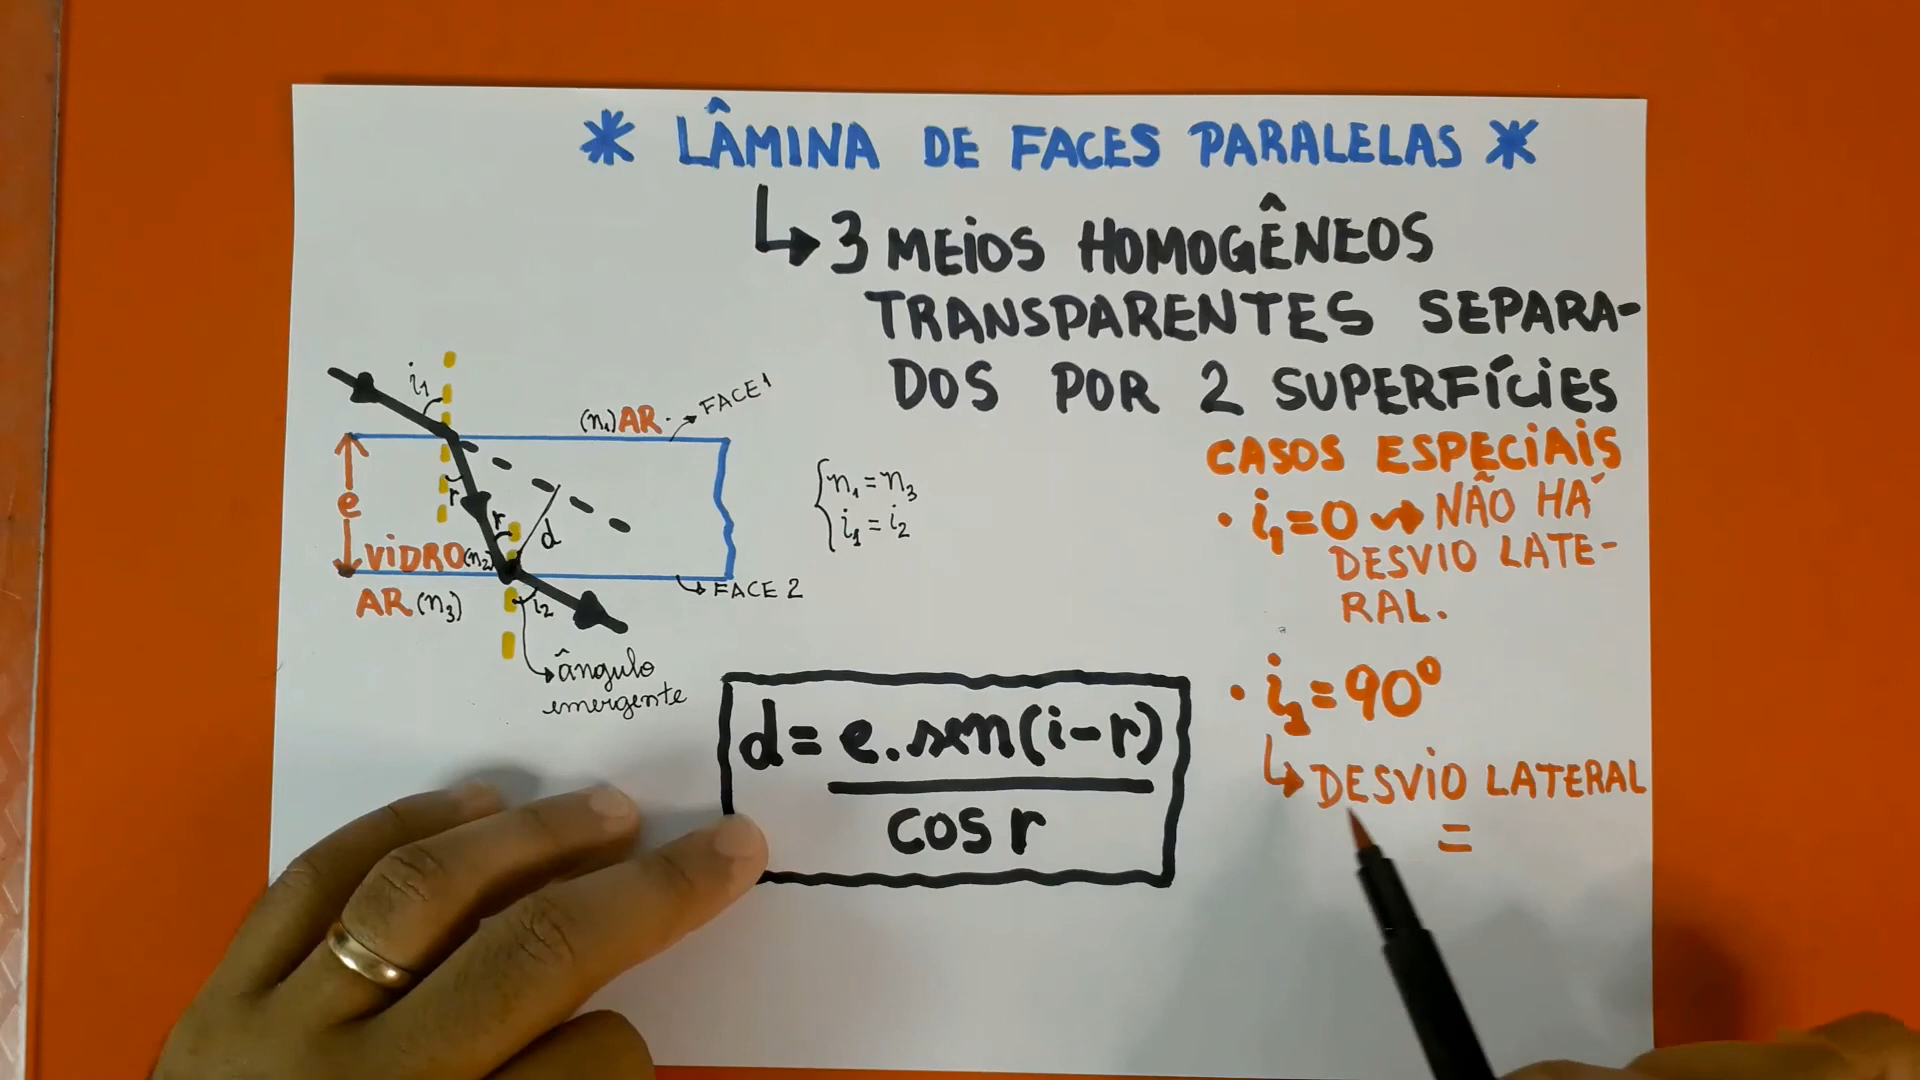 * LÂMINA DE FACES PARALELAS *
↳ 3 MEIOS HOMOGÊNEOS
TRANSPARENTES SEPARA-
DOS POR 2 SUPERFÍCIES
i₁
(n₁) AR
FACE 1
e
r
r
d
VIDRO (n₂)
AR (n₃)
i₂
FACE 2
ângulo
emergente
n₁ = n₃
i₁ = i₂
d = e.sen(i-r)
cos r
CASOS ESPECIAIS
• i₁=0 → NÃO HÁ
DESVIO LATE-
RAL.
• i₁=90º
↳ DESVIO LATERAL
=